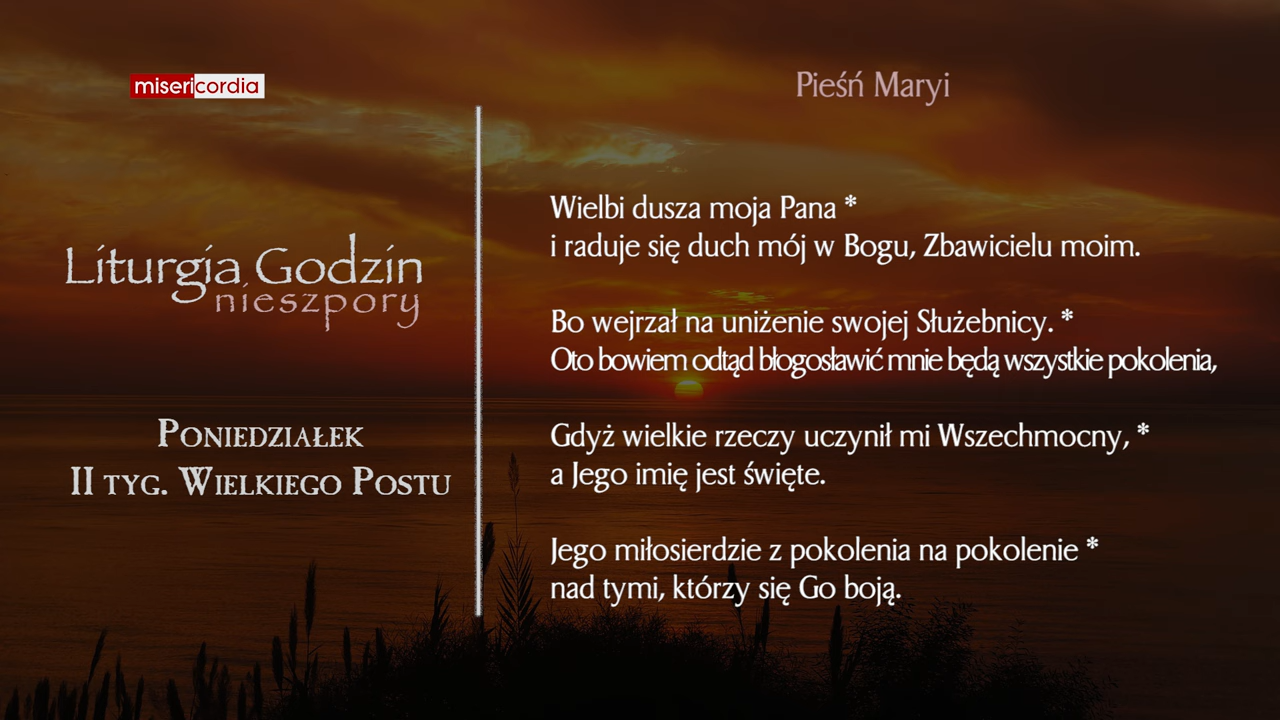 misericordia
Liturgia Godzin
nieszpory
Poniedziałek
II tyg. Wielkiego Postu
Pieśń Maryi
Wielbi dusza moja Pana *
i raduje się duch mój w Bogu, Zbawicielu moim.
Bo wejrzał na uniżenie swojej Służebnicy. *
Oto bowiem odtąd błogosławić mnie będą wszystkie pokolenia,
Gdyż wielkie rzeczy uczynił mi Wszechmocny, *
a Jego imię jest święte.
Jego miłosierdzie z pokolenia na pokolenie *
nad tymi, którzy się Go boją.